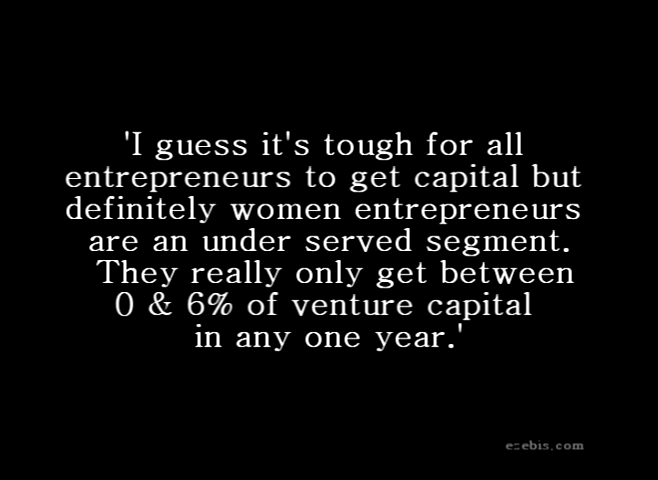 'I guess it's tough for all
entrepreneurs to get capital but
definitely women entrepreneurs
are an under served segment.
They really only get between
0 & 6% of venture capital
in any one year.'
ezebis.com